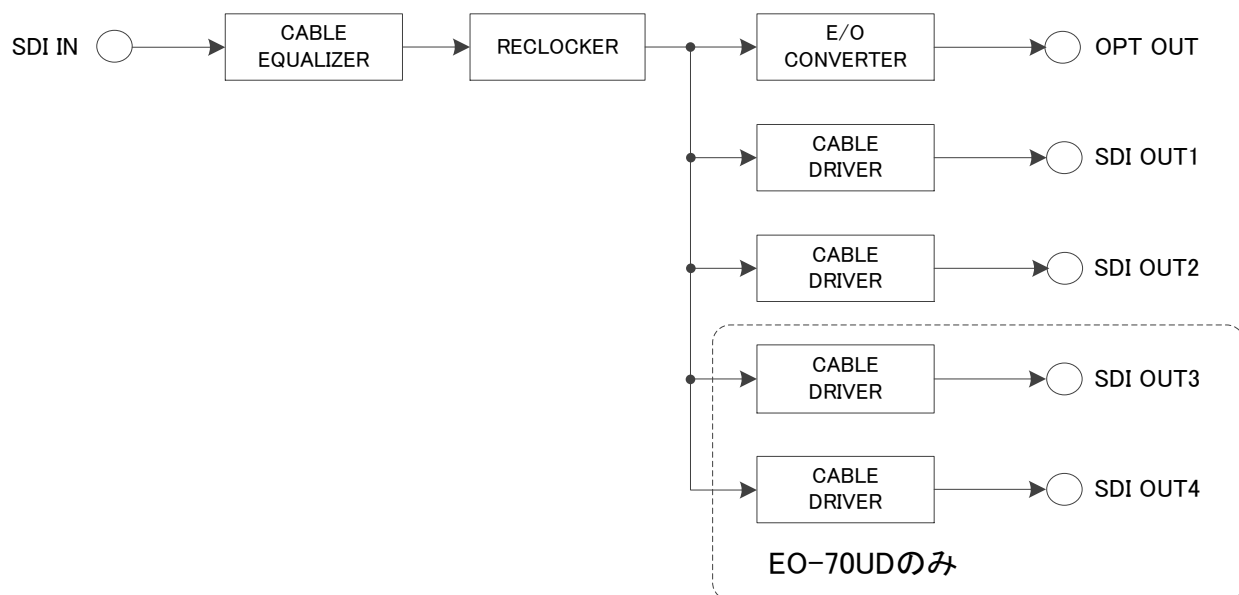 SDI IN
CABLE
EQUALIZER
RECLOCKER
E/O
CONVERTER
OPT OUT
CABLE
DRIVER
SDI OUT1
CABLE
DRIVER
SDI OUT2
CABLE
DRIVER
SDI OUT3
CABLE
DRIVER
SDI OUT4
EO-70UDのみ